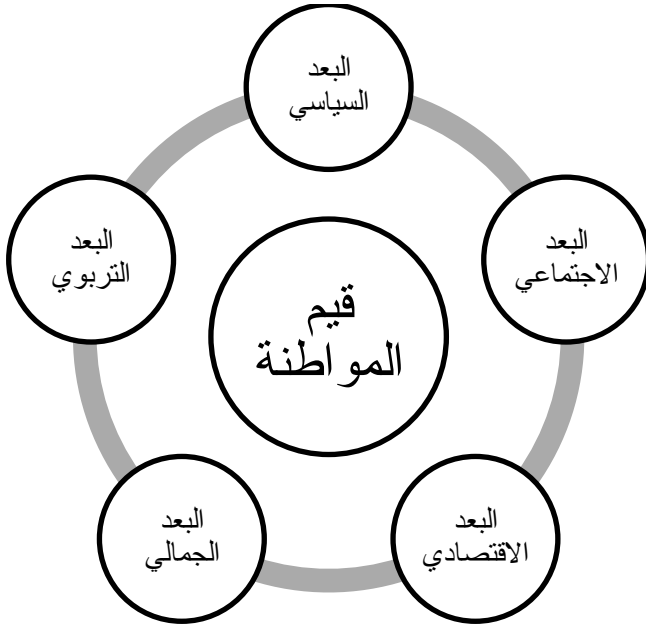 البعد
السياسي
البعد
الاجتماعي
البعد
التربوي
قيم
المواطنة
البعد
الاقتصادي
البعد
الجمالي